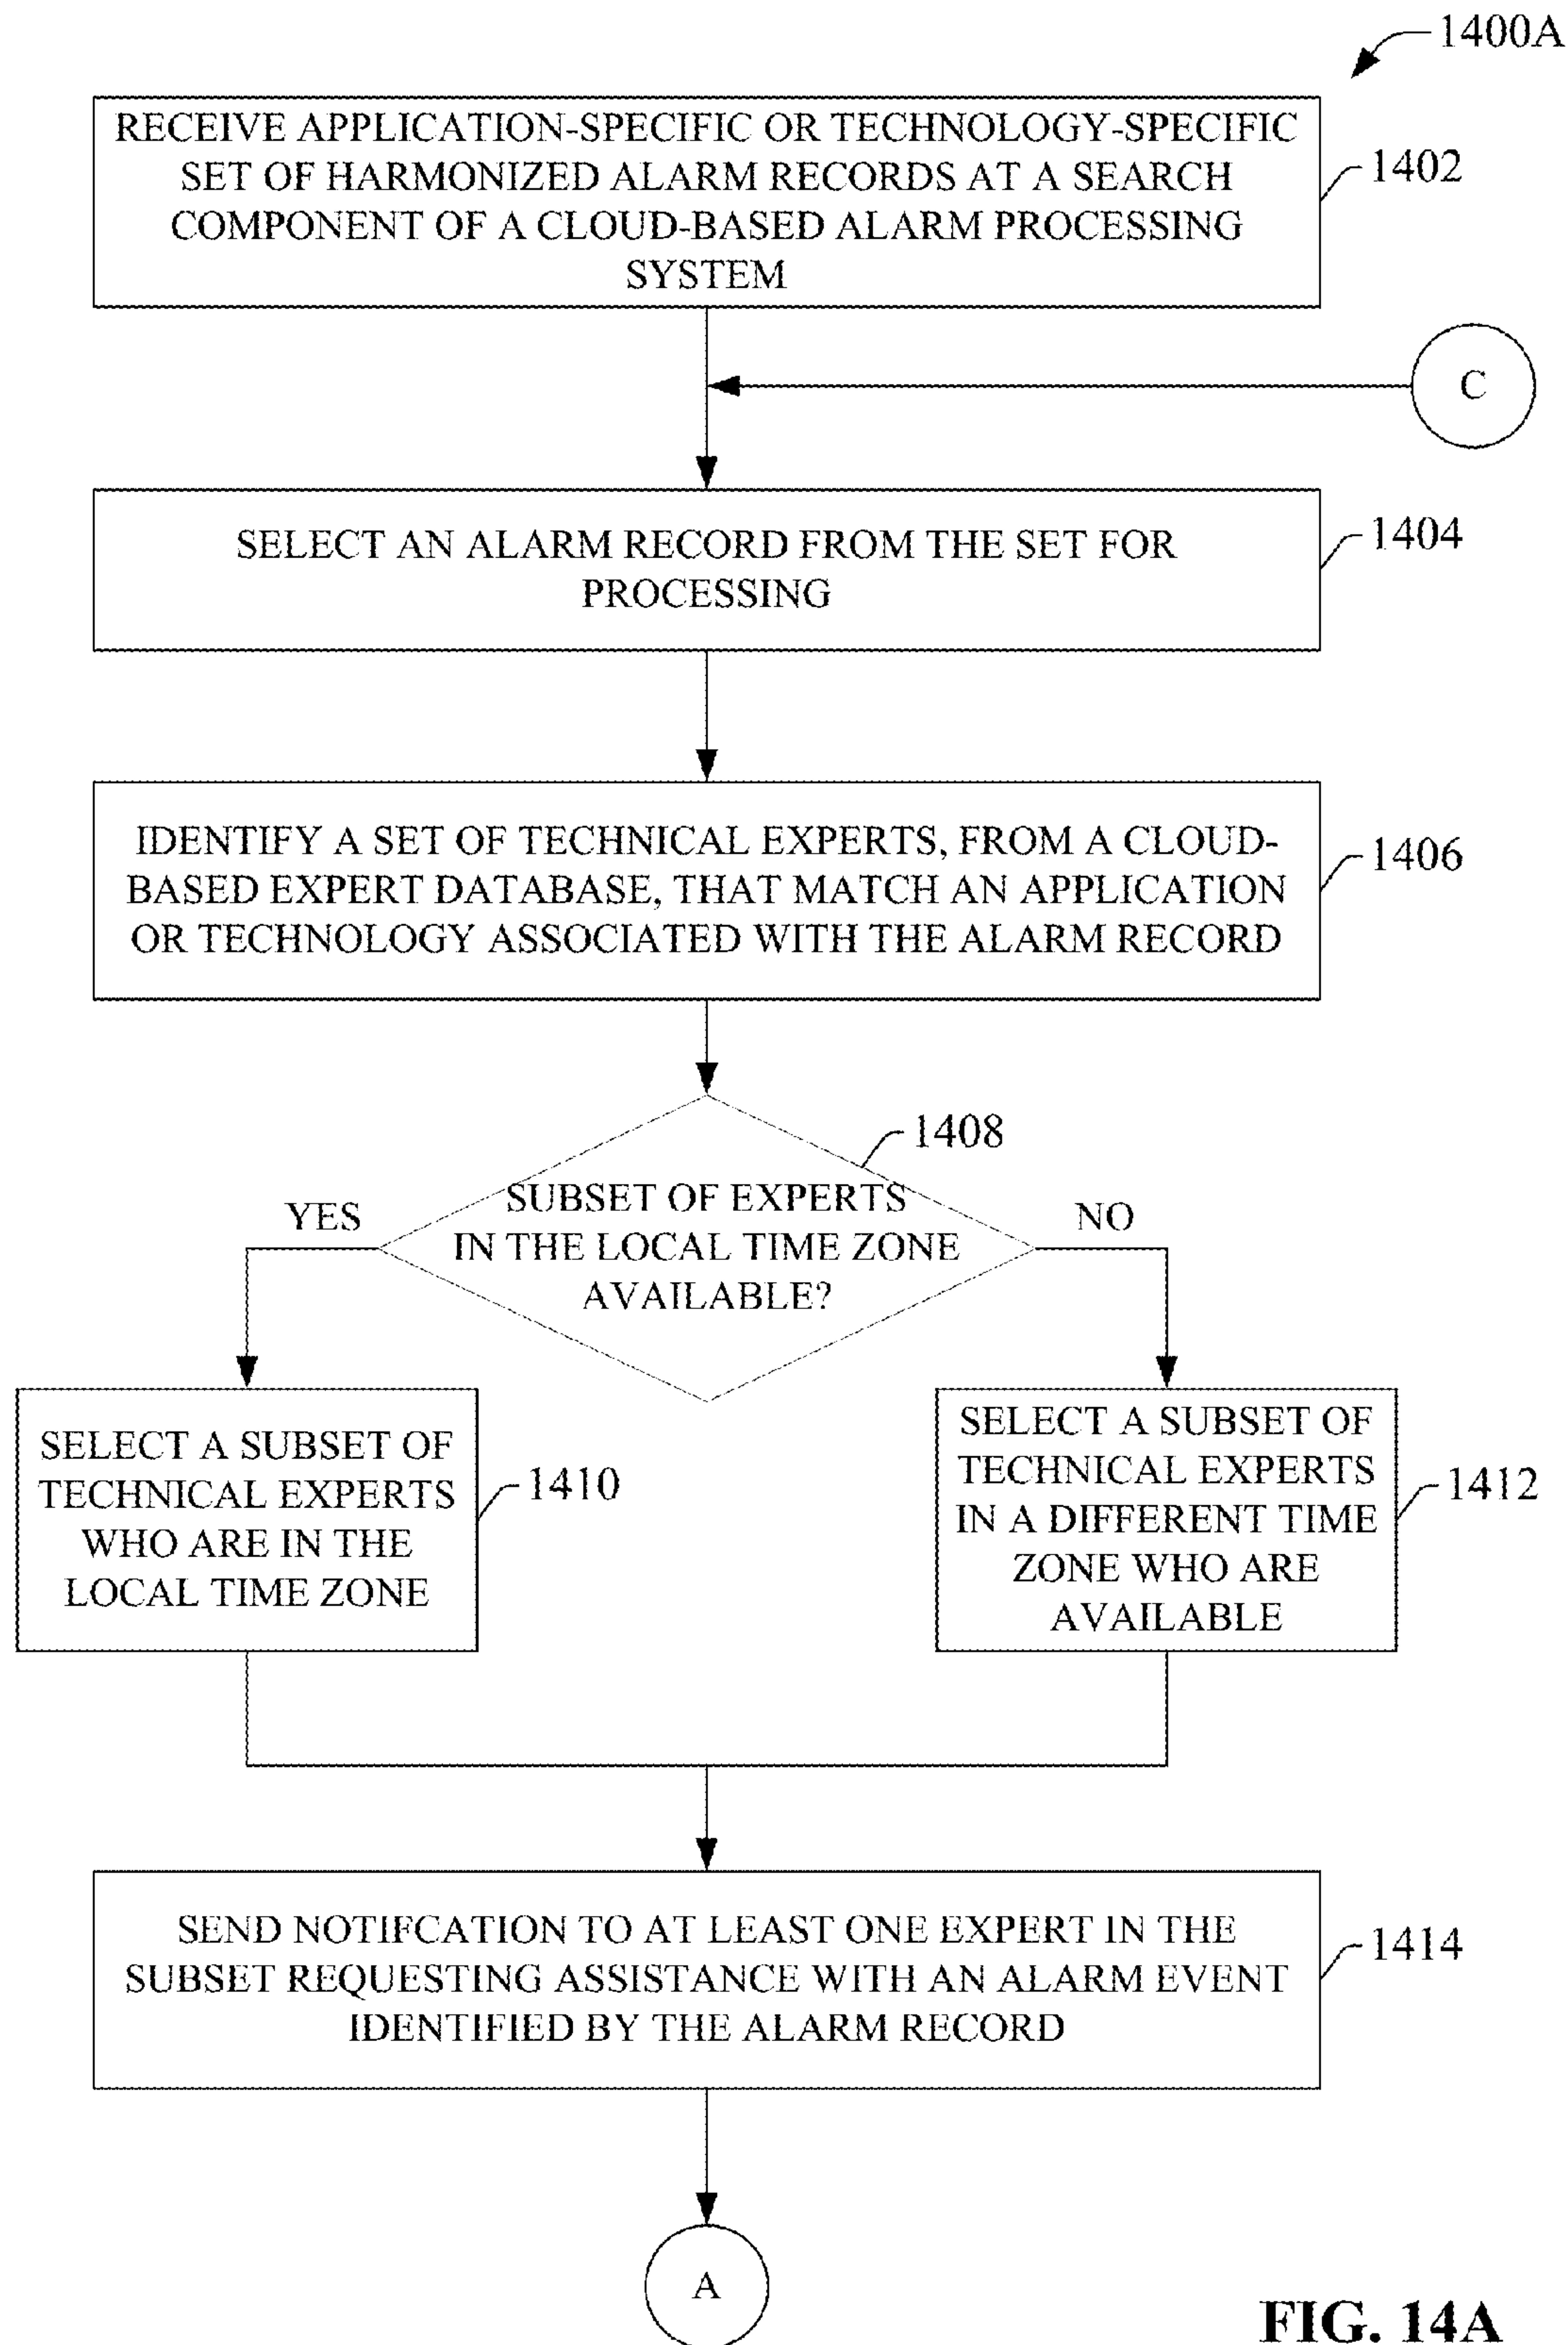 1400A
RECEIVE APPLICATION-SPECIFIC OR TECHNOLOGY-SPECIFIC
SET OF HARMONIZED ALARM RECORDS AT A SEARCH
COMPONENT OF A CLOUD-BASED ALARM PROCESSING
SYSTEM
1402
C
SELECT AN ALARM RECORD FROM THE SET FOR
PROCESSING
1404
IDENTIFY A SET OF TECHNICAL EXPERTS, FROM A CLOUD-
BASED EXPERT DATABASE, THAT MATCH AN APPLICATION
OR TECHNOLOGY ASSOCIATED WITH THE ALARM RECORD
1406
1408
YES
SUBSET OF EXPERTS
IN THE LOCAL TIME ZONE
AVAILABLE?
NO
SELECT A SUBSET OF
TECHNICAL EXPERTS
WHO ARE IN THE
LOCAL TIME ZONE
1410
SELECT A SUBSET OF
TECHNICAL EXPERTS
IN A DIFFERENT TIME
ZONE WHO ARE
AVAILABLE
1412
SEND NOTIFCATION TO AT LEAST ONE EXPERT IN THE
SUBSET REQUESTING ASSISTANCE WITH AN ALARM EVENT
IDENTIFIED BY THE ALARM RECORD
1414
A
FIG. 14A